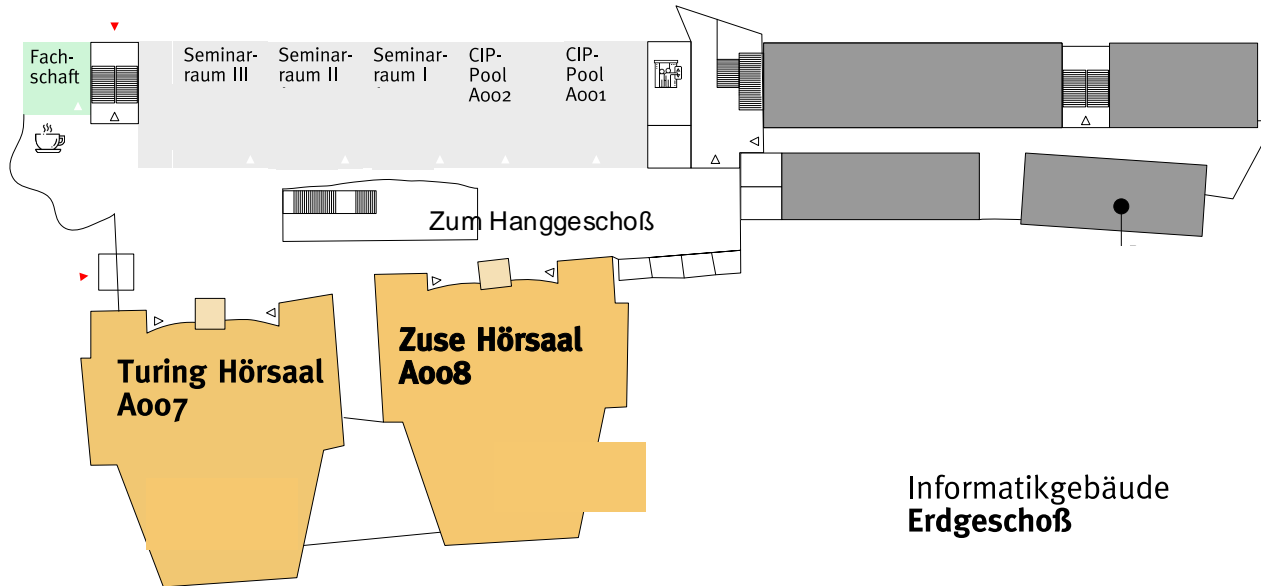 Fach-
schaft
Seminar-
raum III
Seminar-
raum II
Seminar-
raum I
CIP-
Pool
A002
CIP-
Pool
A001
Zum Hanggeschoß
Turing Hörsaal
A007
Zuse Hörsaal
A008
Informatikgebäude
Erdgeschoß